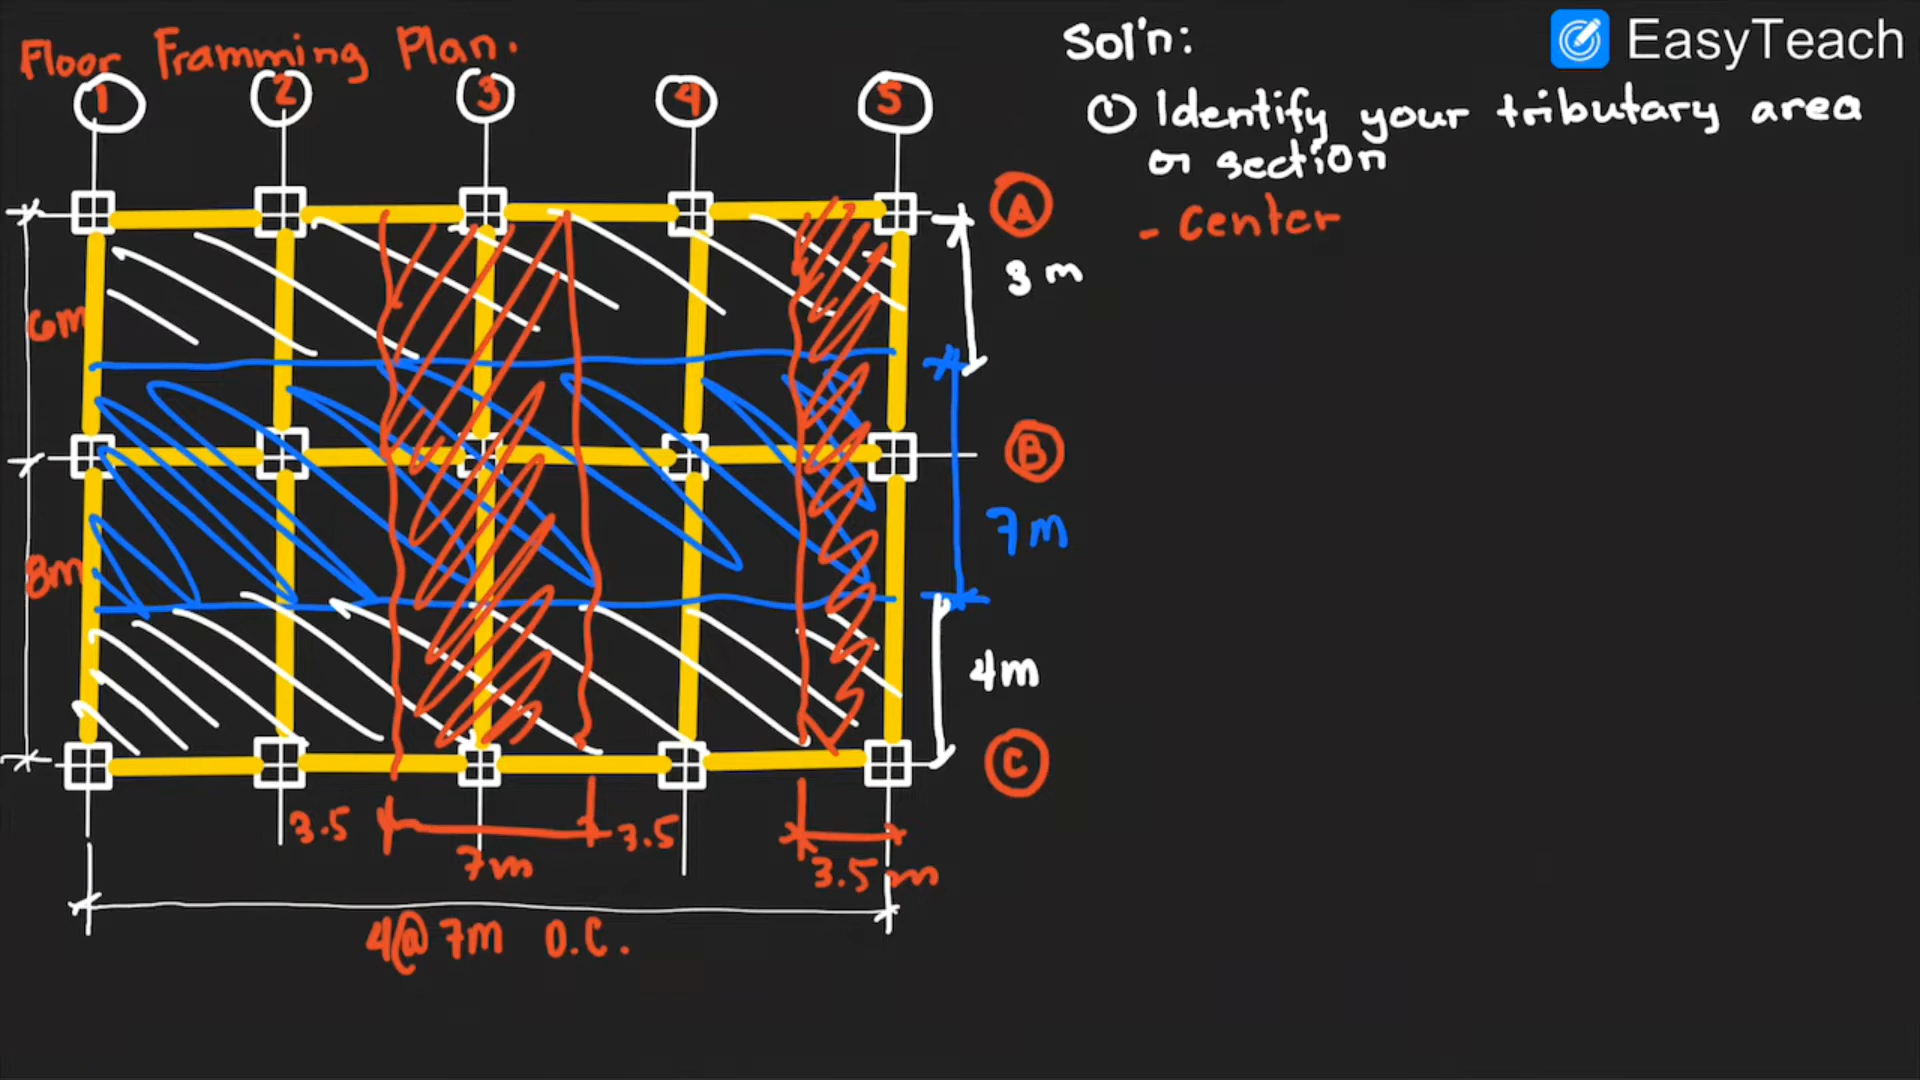 Floor Framming Plan.
1 2 3 4 5
A
3 m
6m
B
7m
8m
4m
C
3.5 7m 3.5 3.5 m
4@ 7m O.C.
Sol'n:
EasyTeach
① Identify your tributary area
or section
- Center